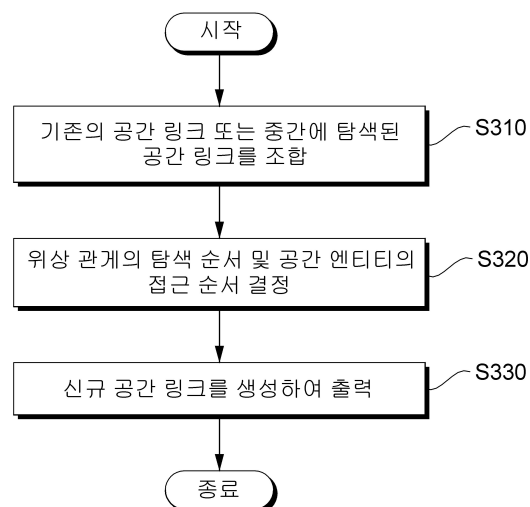 시작
기존의 공간 링크 또는 중간에 탐색된
공간 링크를 조합
S310
위상 관게의 탐색 순서 및 공간 엔티티의
접근 순서 결정
S320
신규 공간 링크를 생성하여 출력
S330
종료